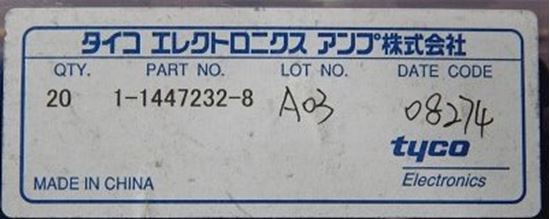 タイコ エレクトロニクス アンプ株式会社
QTY. PART NO. LOT NO. DATE CODE
20 1-1447232-8 A03 08274
tyco
MADE IN CHINA Electronics